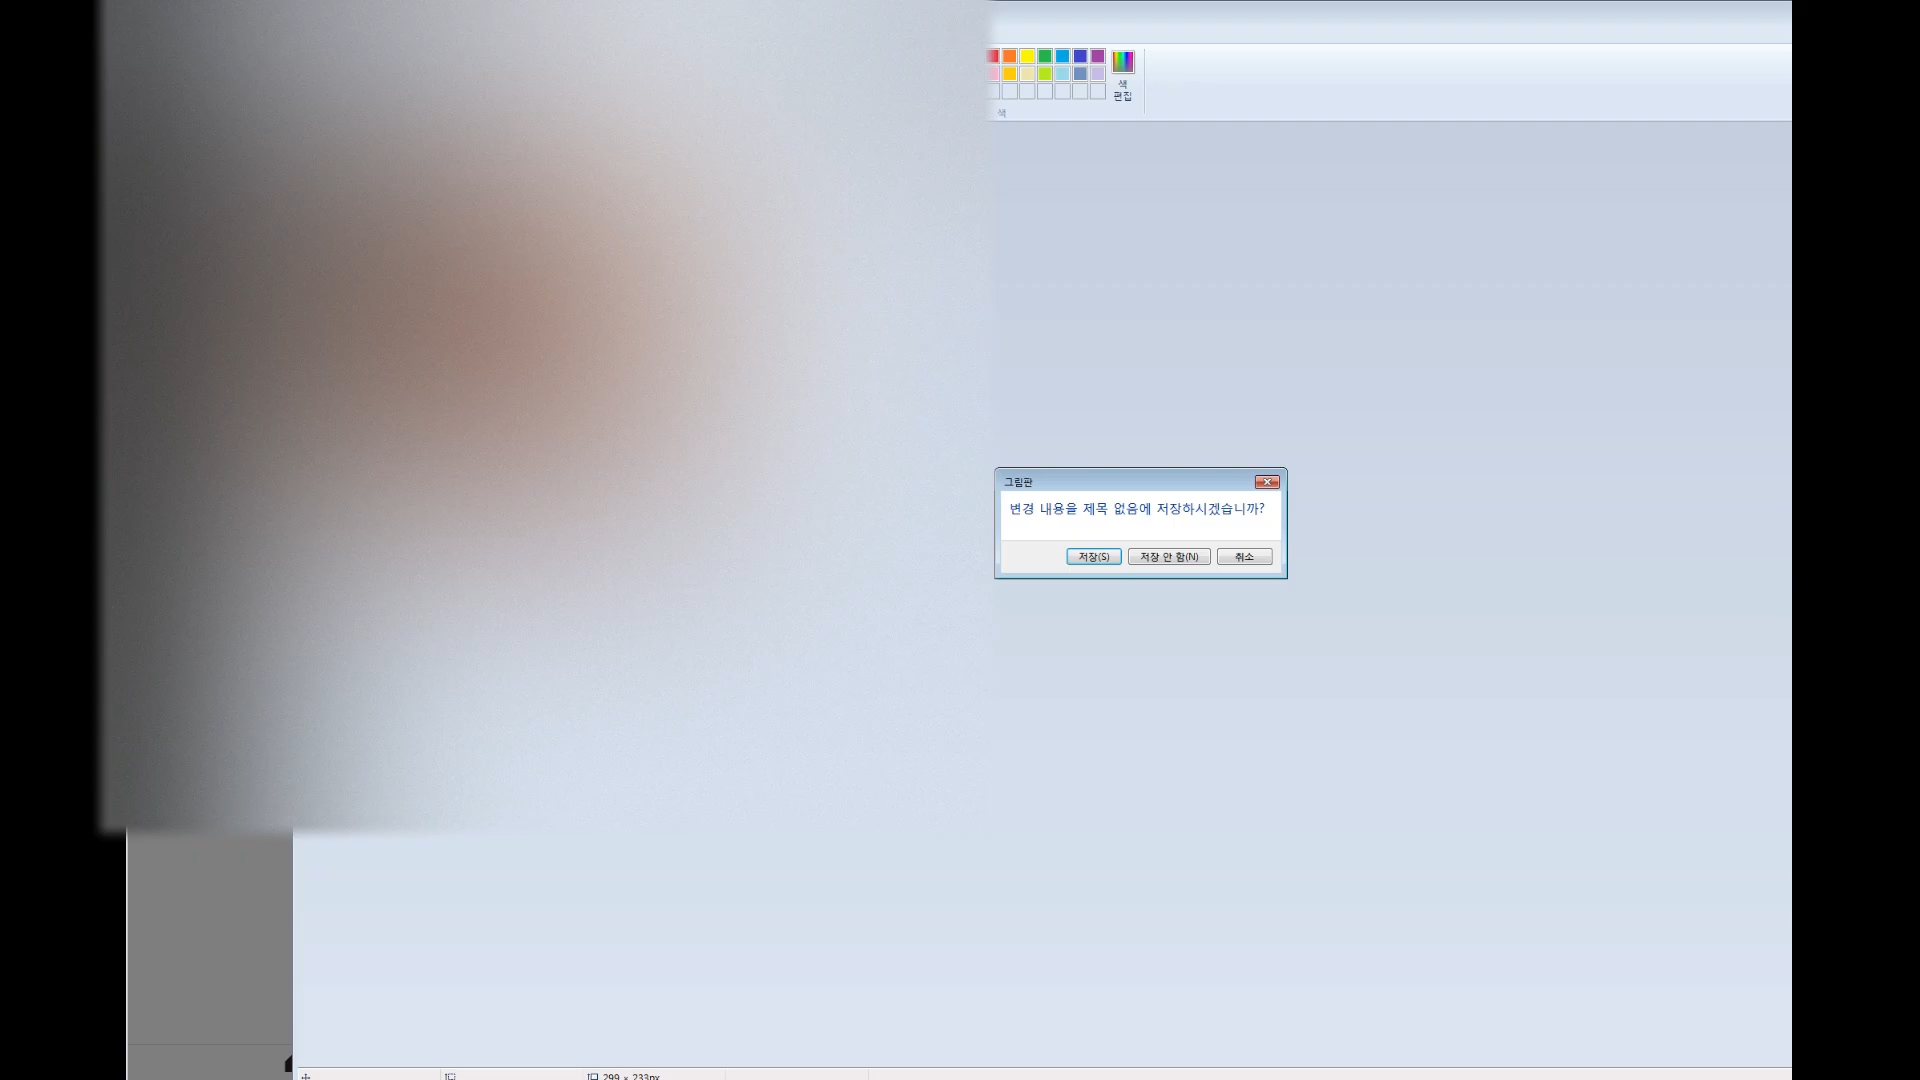 색
편집
색
그림판
변경 내용을 제목 없음에 저장하시겠습니까?
저장(S) 저장 안 함(N) 취소
299 × 233px